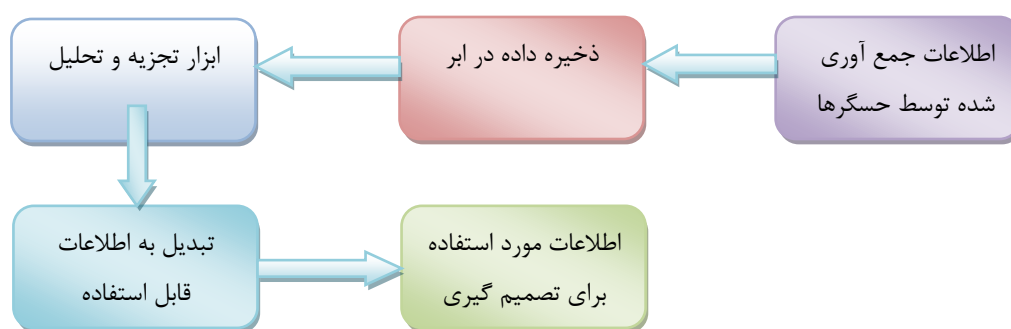 اطلاعات جمع آوری
شده توسط حسگرها
ذخیره داده در ابر
ابزار تجزیه و تحلیل
تبدیل به اطلاعات
قابل استفاده
اطلاعات مورد استفاده
برای تصمیم گیری